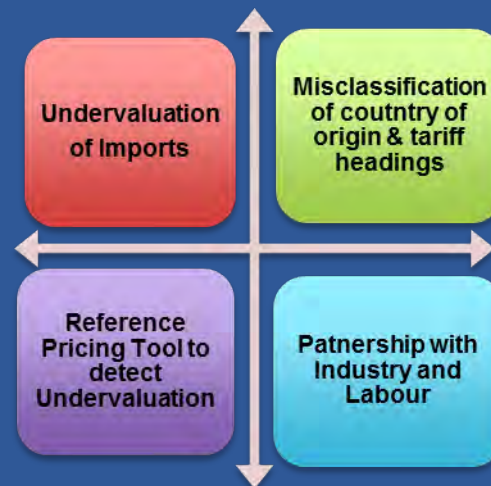 Undervaluation
of Imports
Misclassification
of coutntry of
origin & tariff
headings
Reference
Pricing Tool to
detect
Undervaluation
Patnership with
Industry and
Labour